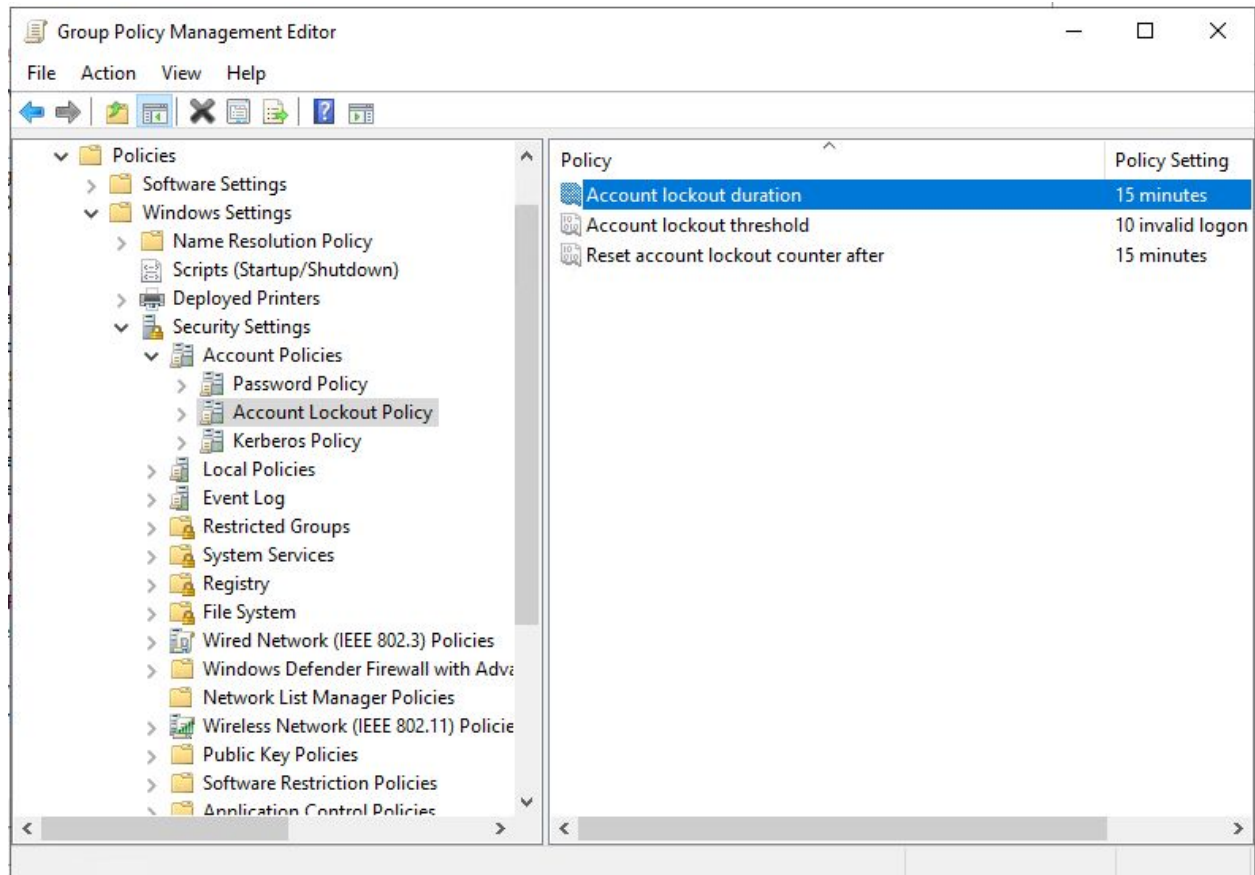 Group Policy Management Editor
File Action View Help
Policies
Software Settings
Windows Settings
Name Resolution Policy
Scripts (Startup/Shutdown)
Deployed Printers
Security Settings
Account Policies
Password Policy
Account Lockout Policy
Kerberos Policy
Local Policies
Event Log
Restricted Groups
System Services
Registry
File System
Wired Network (IEEE 802.3) Policies
Windows Defender Firewall with Adva
Network List Manager Policies
Wireless Network (IEEE 802.11) Policie
Public Key Policies
Software Restriction Policies
Application Control Policies
Policy Policy Setting
Account lockout duration 15 minutes
Account lockout threshold 10 invalid logon
Reset account lockout counter after 15 minutes